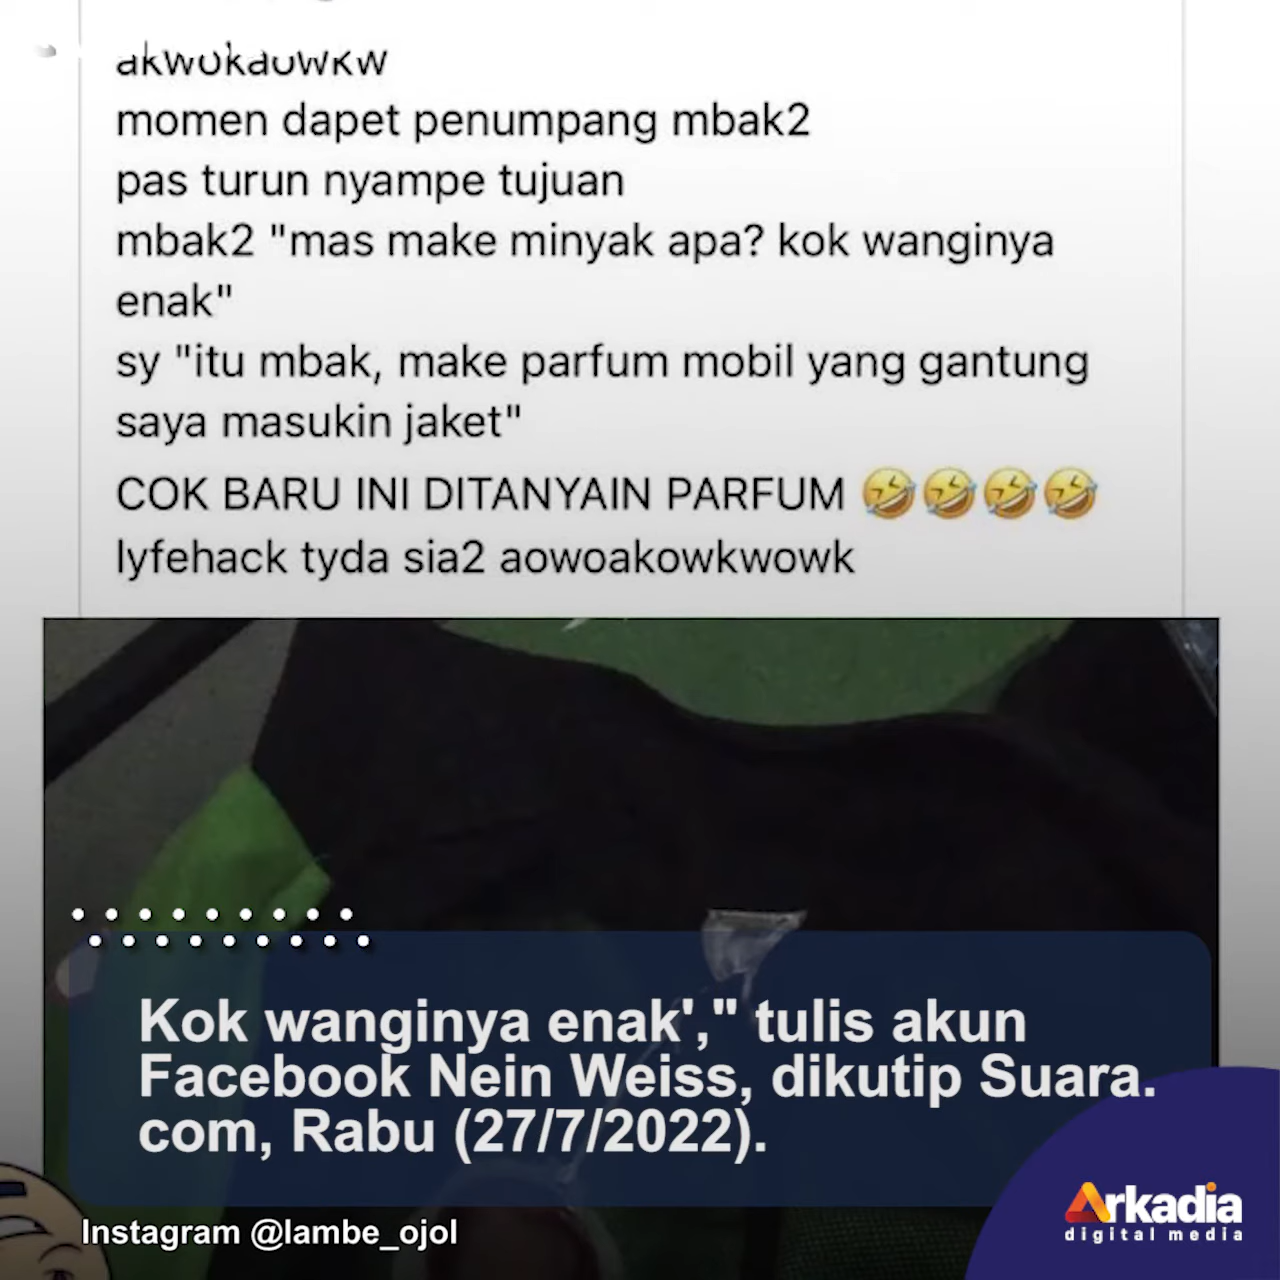 akwokaowkw
momen dapet penumpang mbak2
pas turun nyampe tujuan
mbak2 "mas make minyak apa? kok wanginya
enak"
sy "itu mbak, make parfum mobil yang gantung
saya masukin jaket"
COK BARU INI DITANYAIN PARFUM 🤣🤣🤣🤣
lyfehack tyda sia2 aowoakowkwowk
Kok wanginya enak'," tulis akun
Facebook Nein Weiss, dikutip Suara.
com, Rabu (27/7/2022).
Instagram @lambe_ojol
Arkadia
digital media